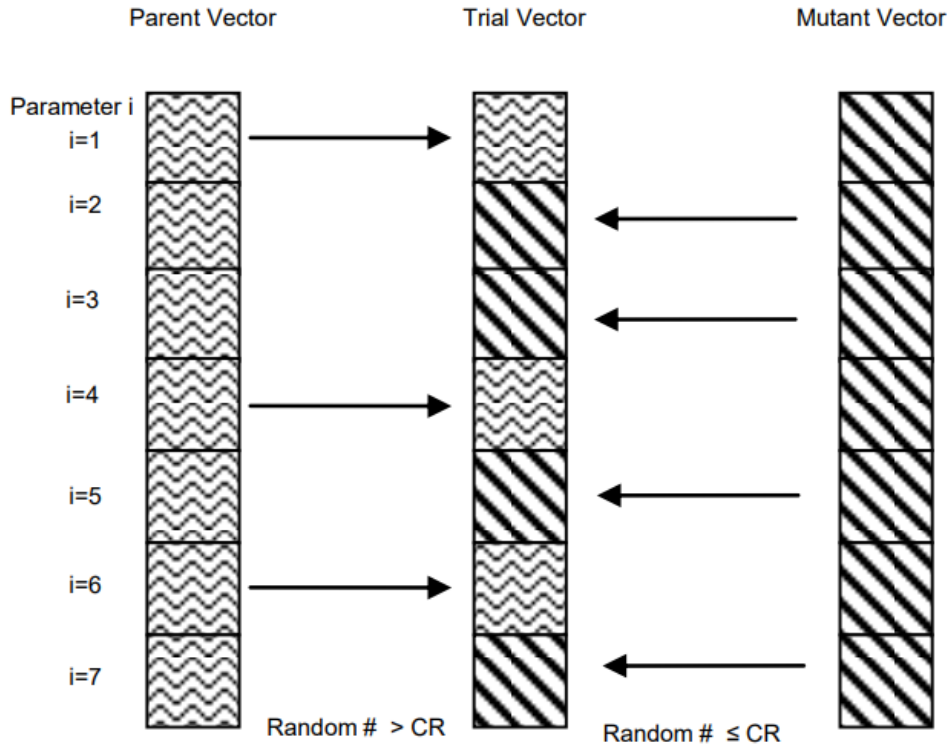 Parent Vector
Trial Vector
Mutant Vector
Parameter i
i=1
i=2
i=3
i=4
i=5
i=6
i=7
Random # > CR
Random # ≤ CR